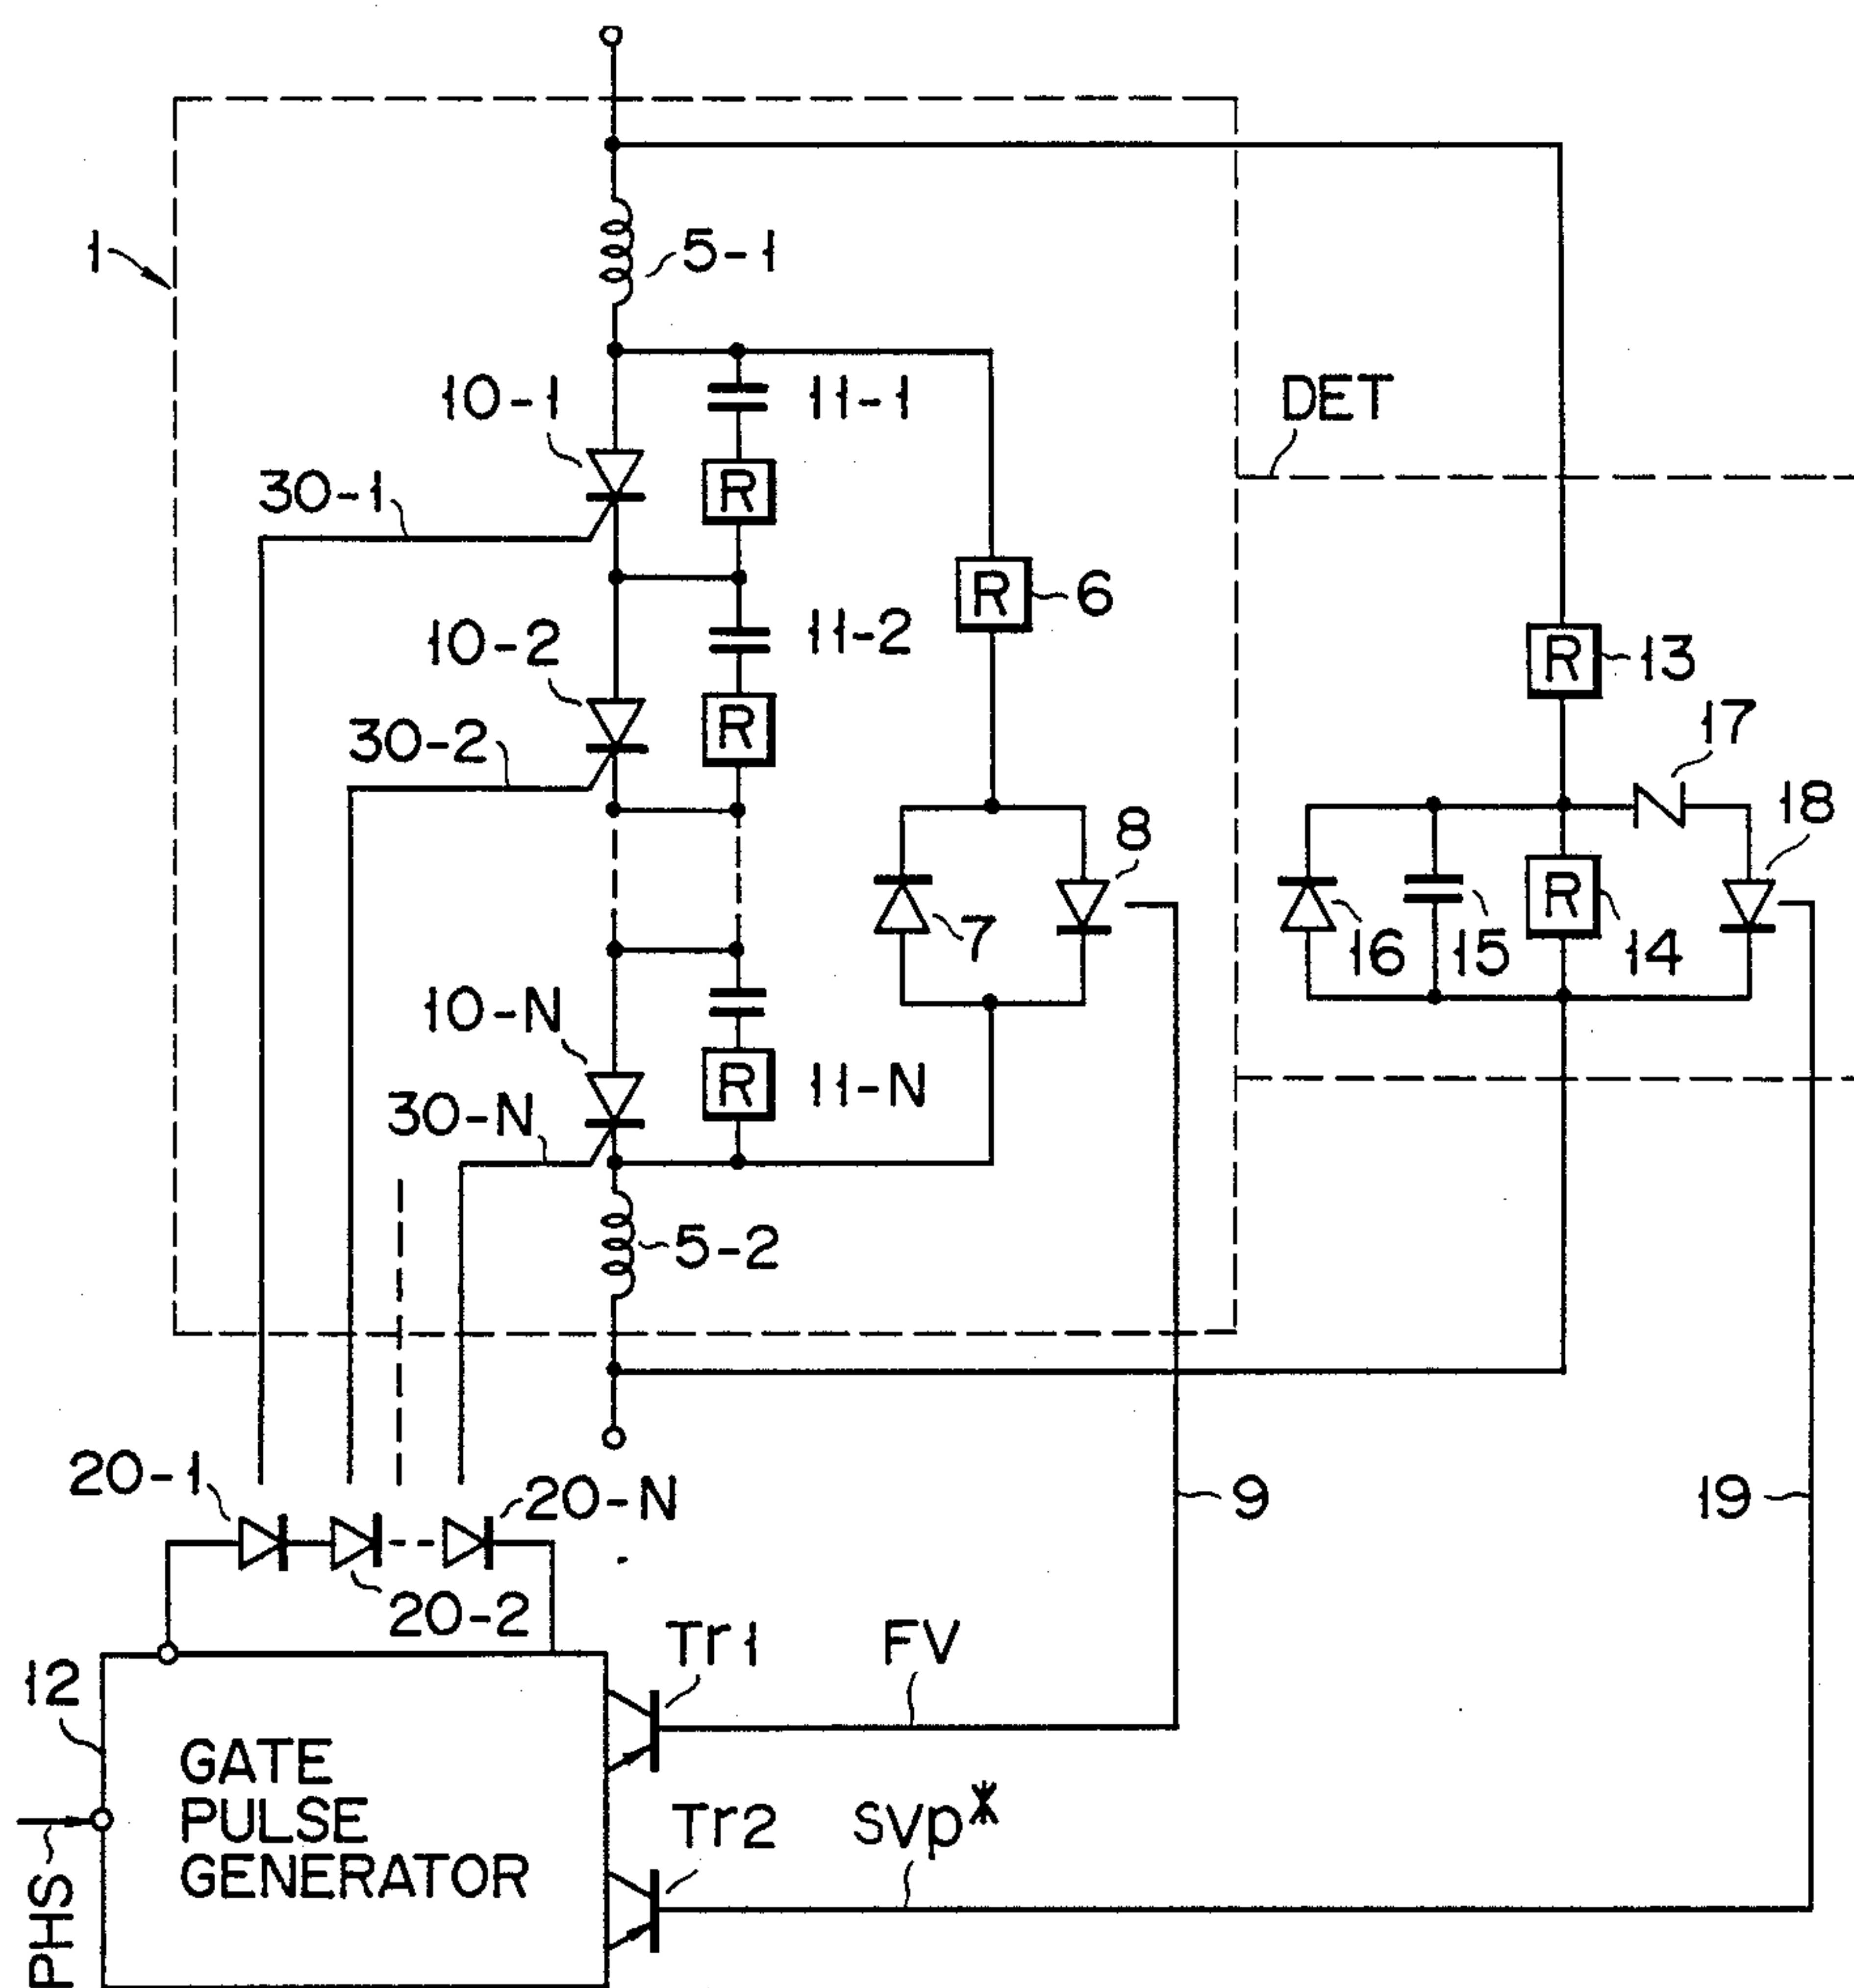 1
5-1
10-1
11-1
R
DET
30-1
R
6
10-2
11-2
R
13
30-2
R
17
8
18
7
R
16
15
14
10-N
R
11-N
30-N
5-2
20-1
20-N
9
19
20-2
12
Tr1
FV
GATE
PULSE
GENERATOR
Tr2
SVp*
PHS